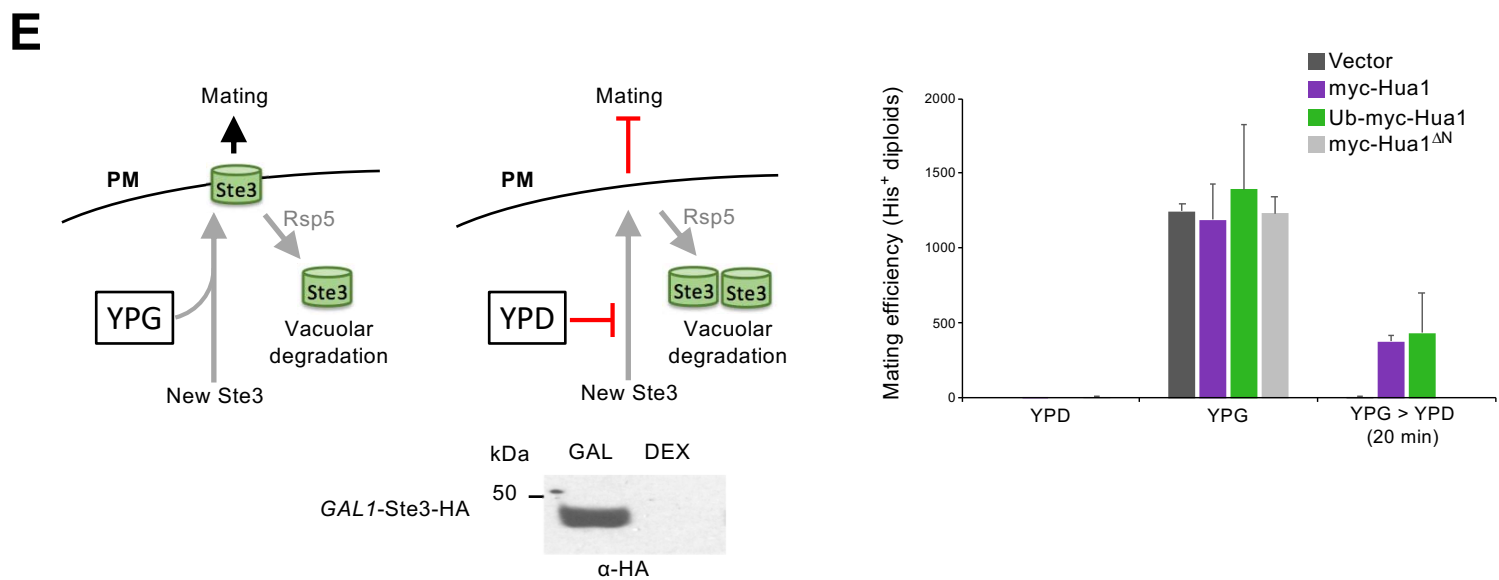 E
Mating
PM
Ste3
Rsp5
Ste3
YPG
Vacuolar
degradation
New Ste3
Mating
PM
Rsp5
Ste3 Ste3
YPD
Vacuolar
degradation
New Ste3
kDa GAL DEX
50
GAL1-Ste3-HA
α-HA
Vector
myc-Hua1
Ub-myc-Hua1
myc-Hua1ΔN
Mating efficiency (His+ diploids)
2000
1500
1000
500
0
YPD YPG YPG > YPD
(20 min)